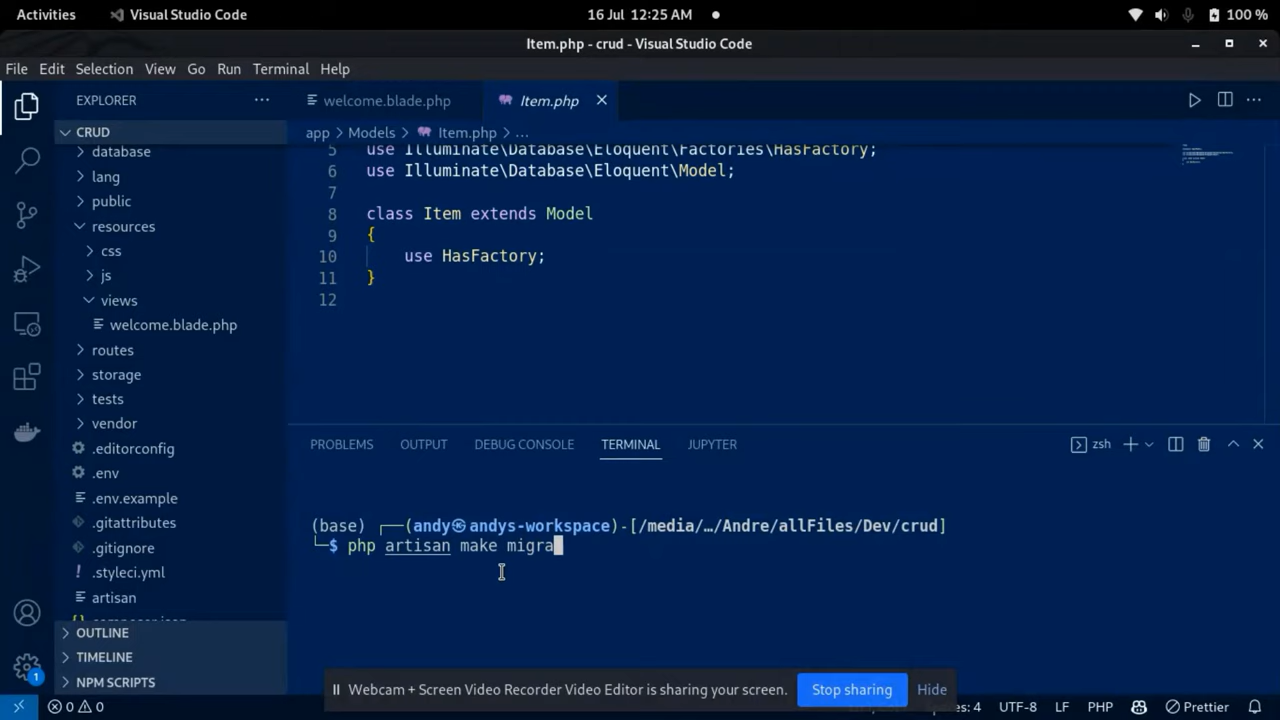 Activities Visual Studio Code 16 Jul 12:25 AM 100 %
Item.php - crud - Visual Studio Code
File Edit Selection View Go Run Terminal Help
EXPLORER
CRUD
database
lang
public
resources
css
js
views
welcome.blade.php
routes
storage
tests
vendor
.editorconfig
.env
.env.example
.gitattributes
.gitignore
.styleci.yml
artisan
OUTLINE
TIMELINE
NPM SCRIPTS
1
welcome.blade.php Item.php
app > Models > Item.php > ...
5 use Illuminate\Database\Eloquent\Factories\HasFactory;
6 use Illuminate\Database\Eloquent\Model;
7
8 class Item extends Model
9 {
10 use HasFactory;
11 }
12
PROBLEMS OUTPUT DEBUG CONSOLE TERMINAL JUPYTER zsh
(base) ┌──(andy㉿andys-workspace)-[/media/…/Andre/allFiles/Dev/crud]
└─$ php artisan make migra
Webcam + Screen Video Recorder Video Editor is sharing your screen. Stop sharing Hide
0 0 4 UTF-8 LF PHP Prettier